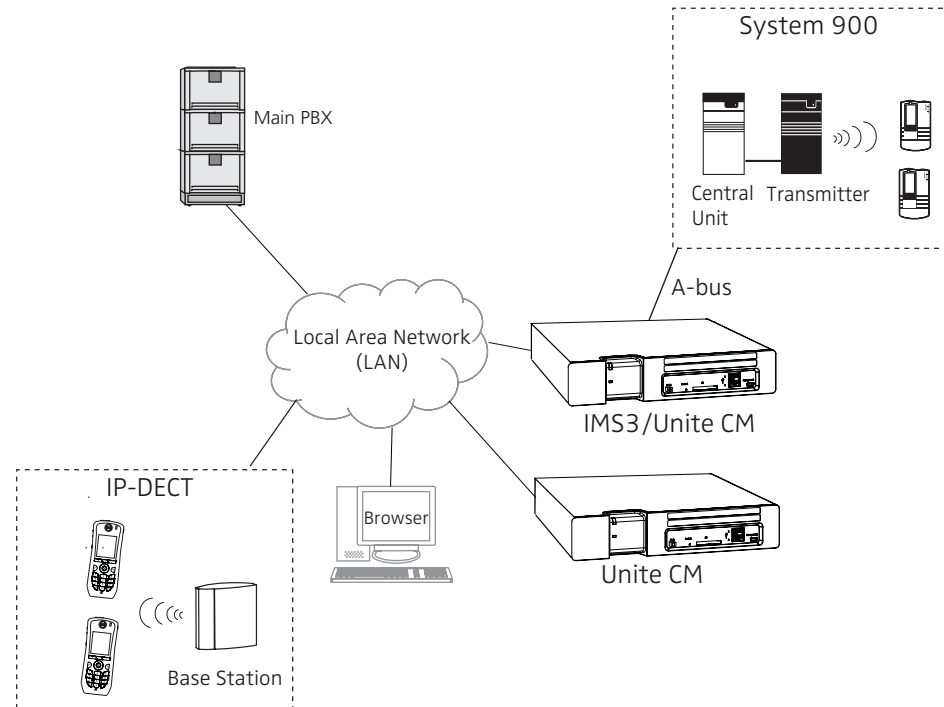 System 900
Main PBX
Central
Unit
Transmitter
A-bus
Local Area Network
(LAN)
IMS3/Unite CM
IP-DECT
Browser
Unite CM
Base Station